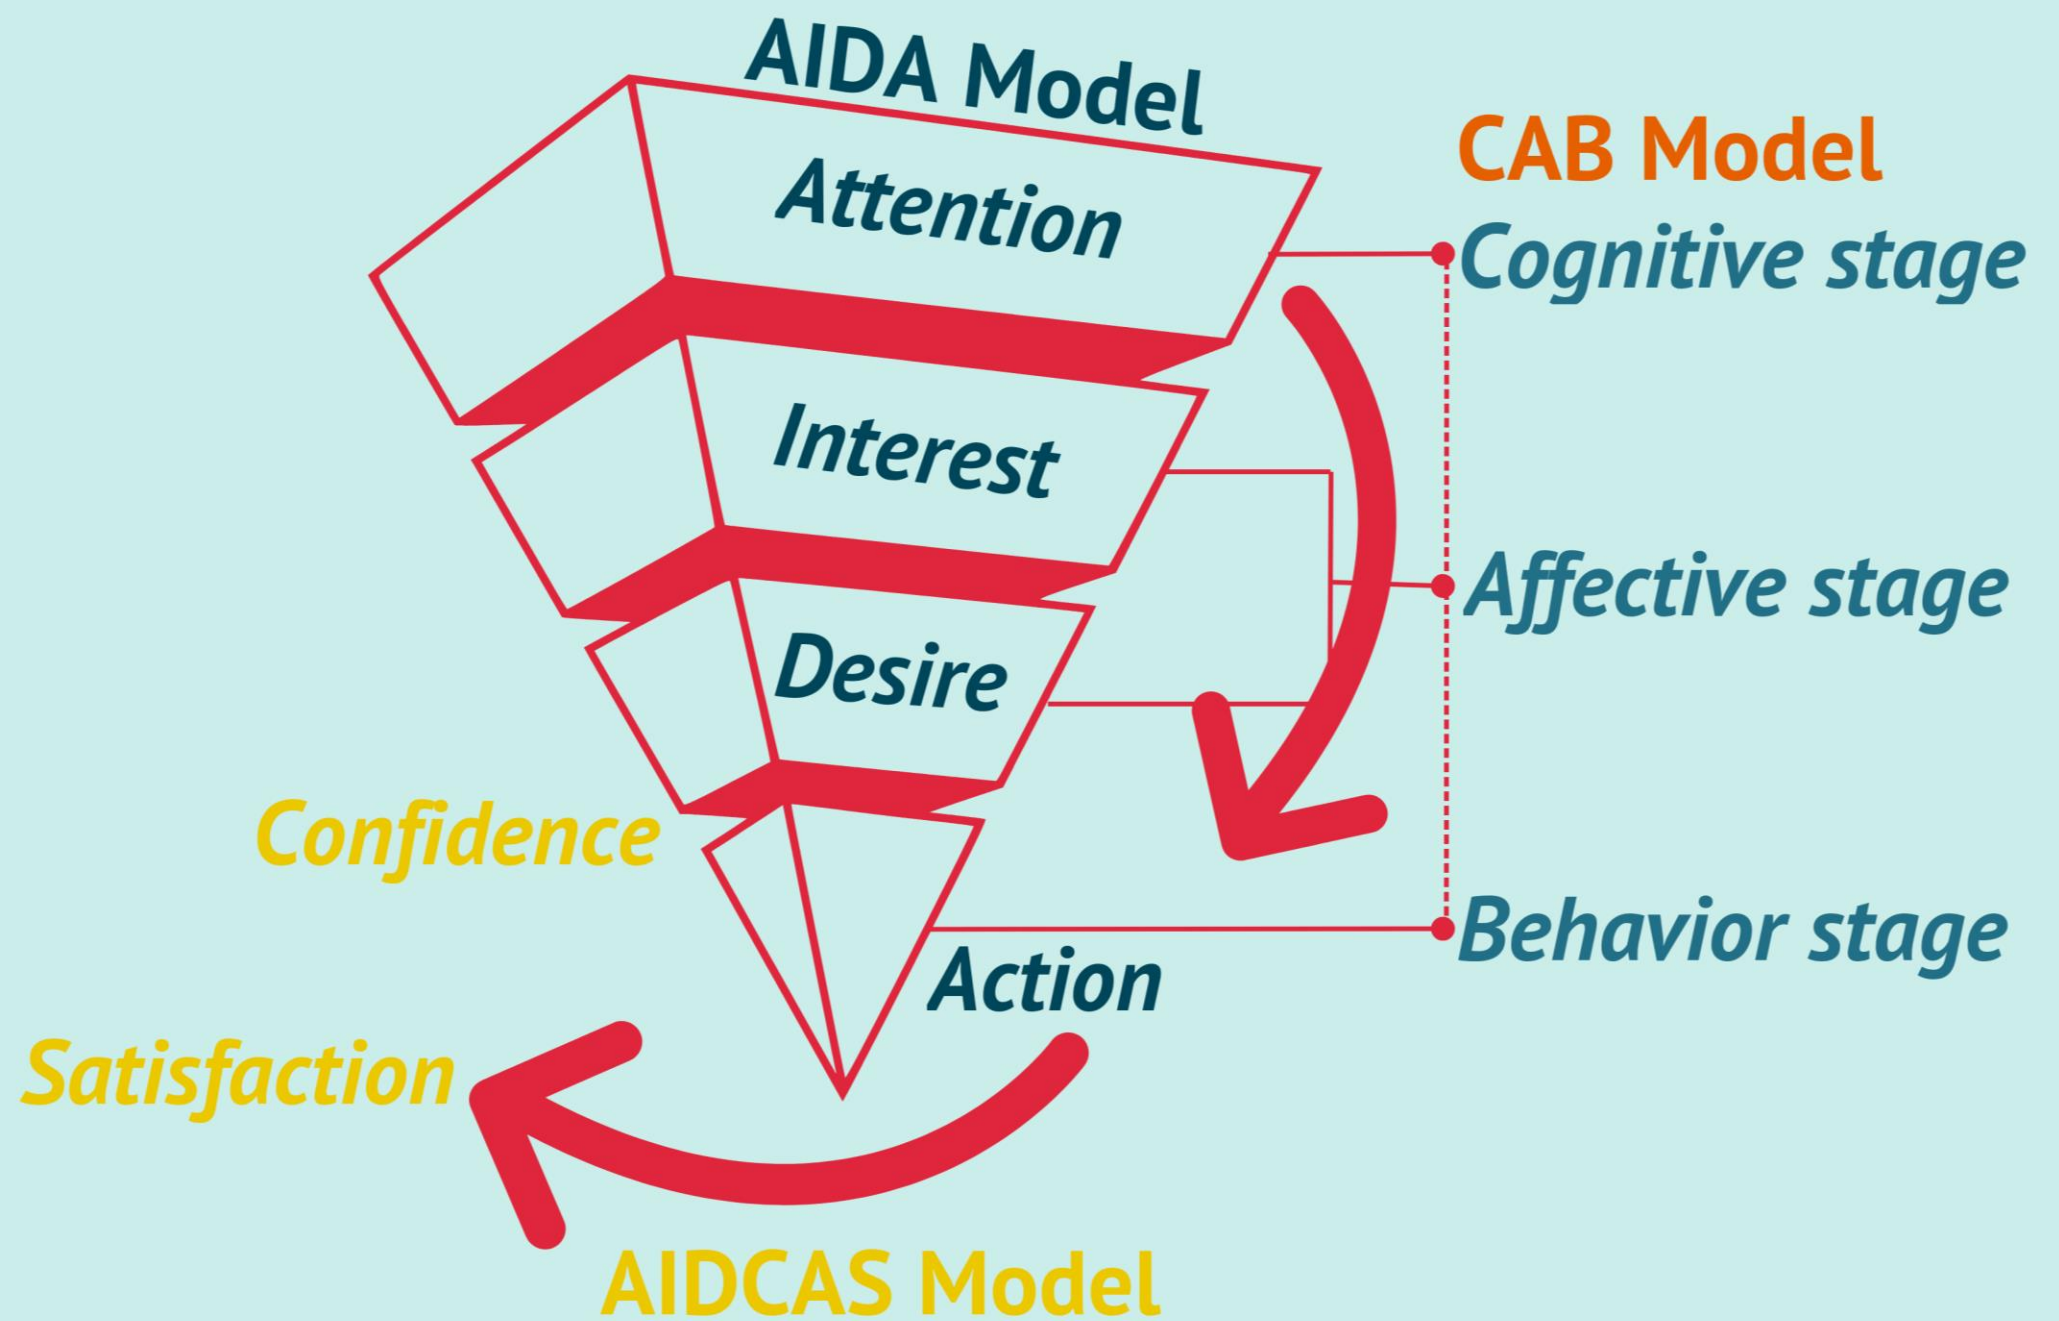 AIDA Model
Attention
Interest
Desire
Action
CAB Model
Cognitive stage
Affective stage
Behavior stage
Confidence
Satisfaction
AIDCAS Model